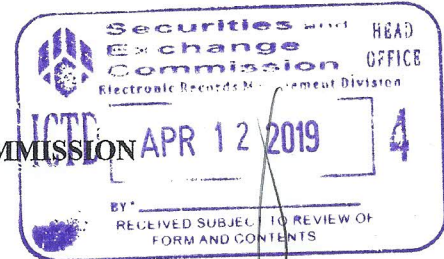 Securities and HEAD
Exchange OFFICE
Commission
Electronic Records Management Division
ICTD APR 12 2019 4
MMISSION
BY
RECEIVED SUBJECT TO REVIEW OF
FORM AND CONTENTS